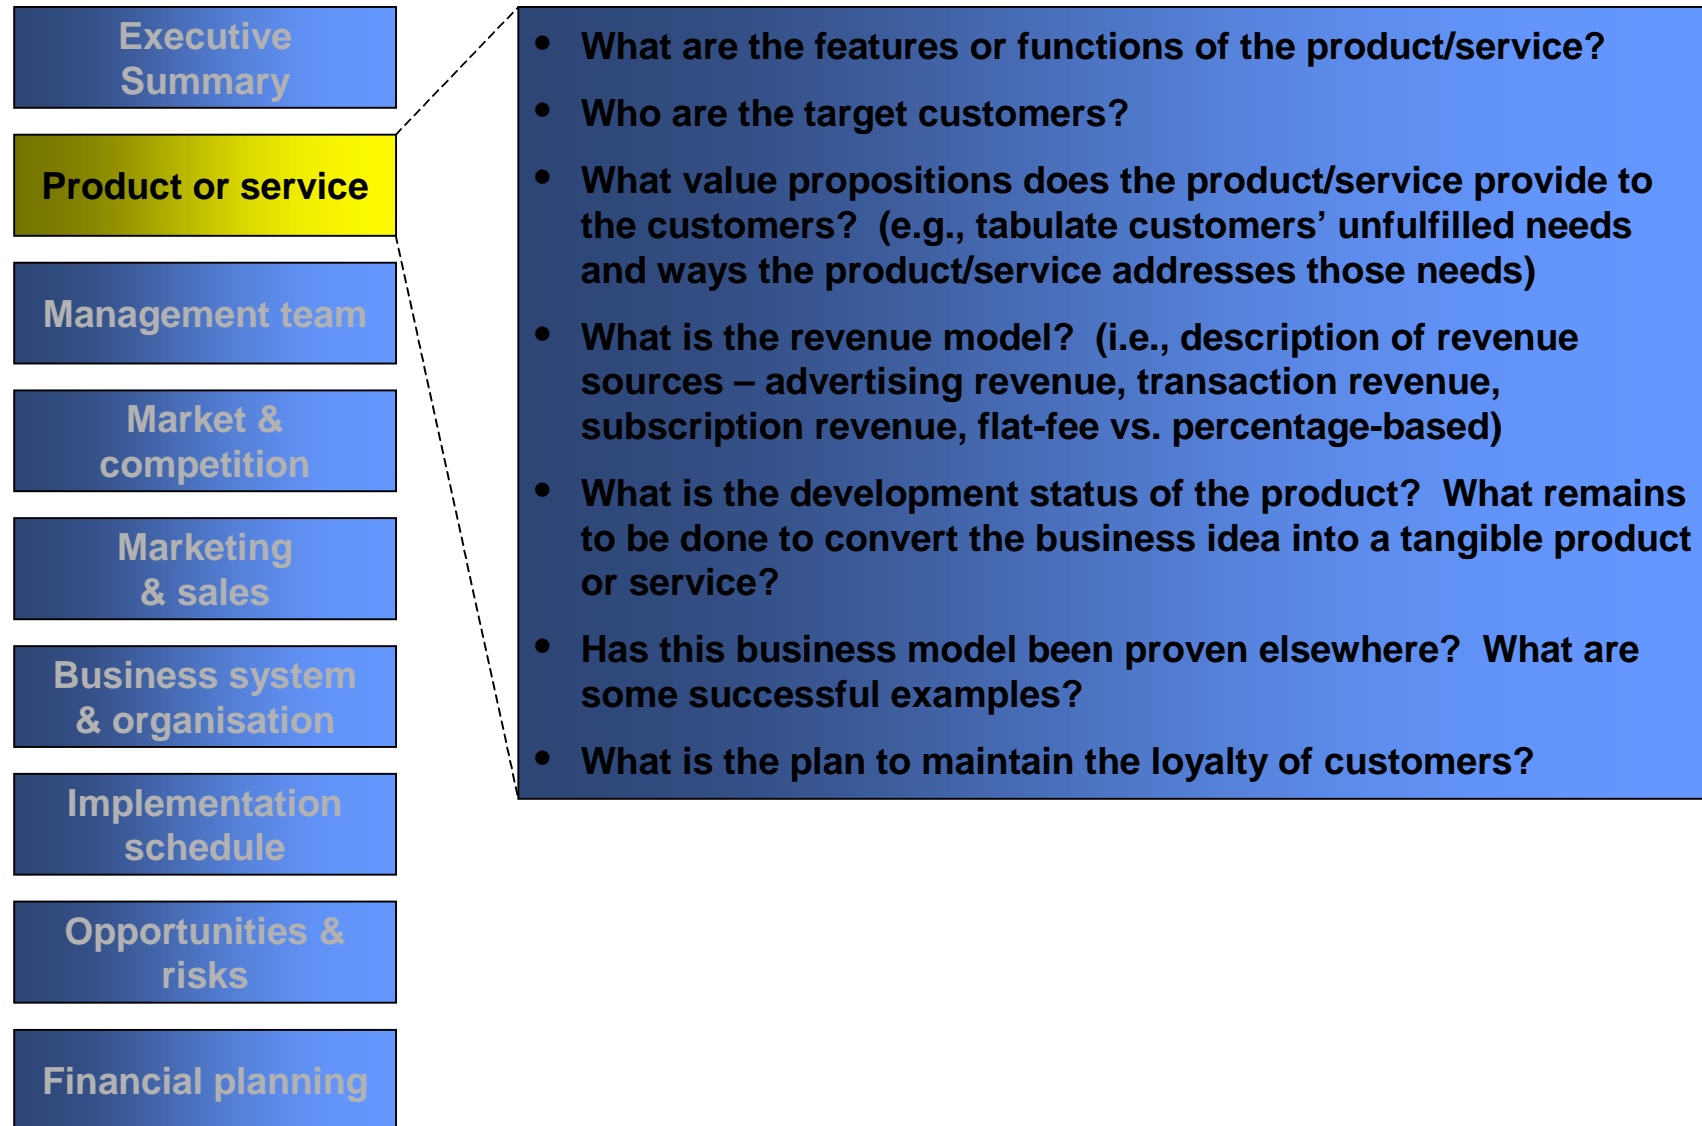 Executive
Summary
Product or service
Management team
Market &
competition
Marketing
& sales
Business system
& organisation
Implementation
schedule
Opportunities &
risks
Financial planning
• What are the features or functions of the product/service?
• Who are the target customers?
• What value propositions does the product/service provide to
the customers?  (e.g., tabulate customers’ unfulfilled needs
and ways the product/service addresses those needs)
• What is the revenue model?  (i.e., description of revenue
sources – advertising revenue, transaction revenue,
subscription revenue, flat-fee vs. percentage-based)
• What is the development status of the product?  What remains
to be done to convert the business idea into a tangible product
or service?
• Has this business model been proven elsewhere?  What are
some successful examples?
• What is the plan to maintain the loyalty of customers?